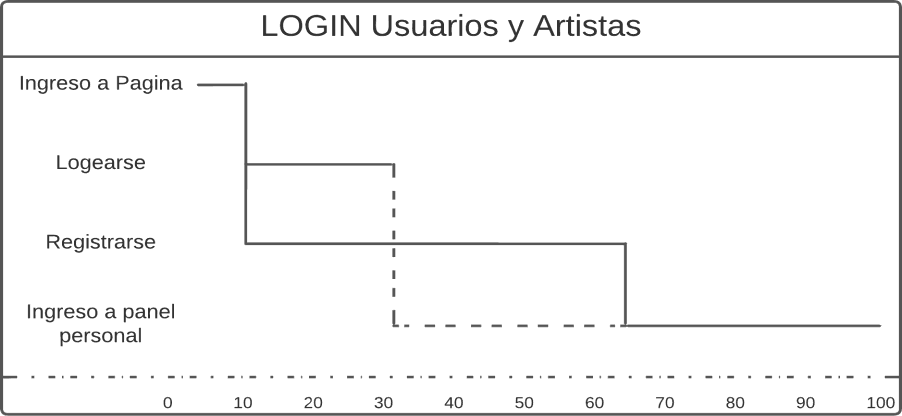 LOGIN Usuarios y Artistas
Ingreso a Pagina
Logearse
Registrarse
Ingreso a panel
personal
0 10 20 30 40 50 60 70 80 90 100